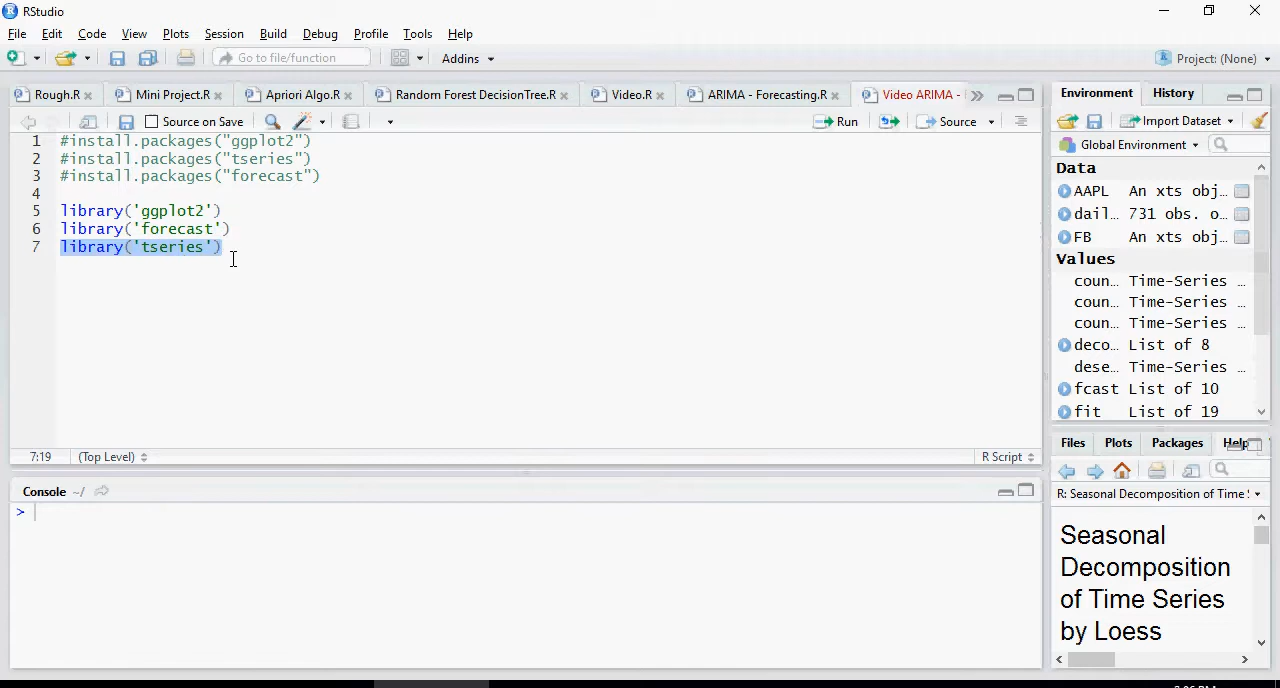 RStudio
File Edit Code View Plots Session Build Debug Profile Tools Help
Go to file/function Addins Project: (None)
Rough.R Mini Project.R Apriori Algo.R Random Forest DecisionTree.R Video.R ARIMA - Forecasting.R Video ARIMA -
Source on Save Run Source
1 #install.packages("ggplot2")
2 #install.packages("tseries")
3 #install.packages("forecast")
4
5 library('ggplot2')
6 library('forecast')
7 library('tseries')
7:19 (Top Level) R Script
Console ~/
>
Environment History
Import Dataset
Global Environment
Data
AAPL An xts obj…
dail… 731 obs. o…
FB An xts obj…
Values
coun… Time-Series …
coun… Time-Series …
coun… Time-Series …
deco… List of 8
dese… Time-Series …
fcast List of 10
fit List of 19
Files Plots Packages Help
R: Seasonal Decomposition of Time
Seasonal
Decomposition
of Time Series
by Loess